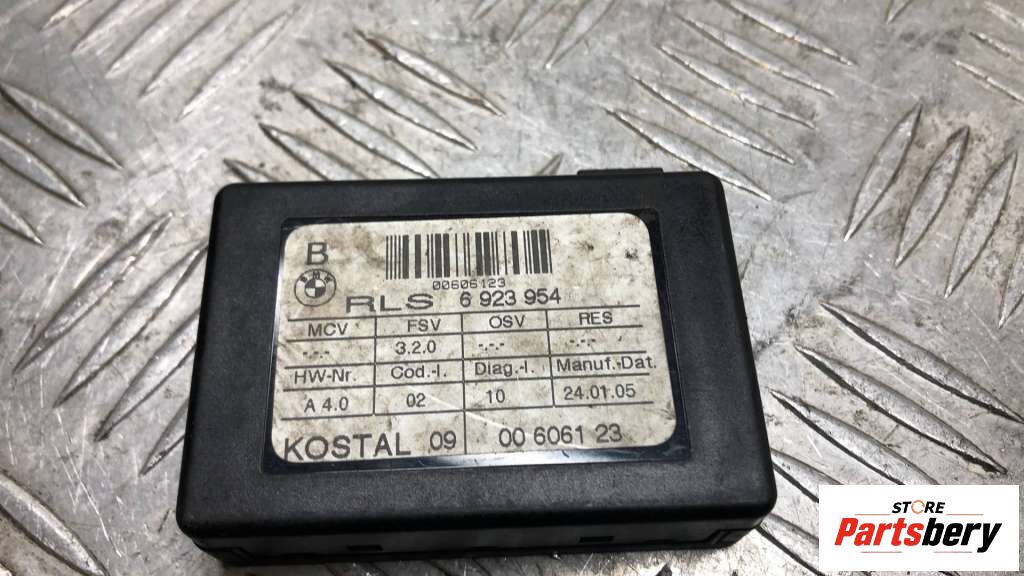 B
00606123
BMW
RLS 6 923 954
MCV FSV OSV RES
-.- 3.2.0 -.- -.-
HW-Nr. Cod.-I. Diag.-I. Manuf.-Dat.
A 4.0 02 10 24.01.05
KOSTAL 09 00 6061 23
STORE
Partsbery